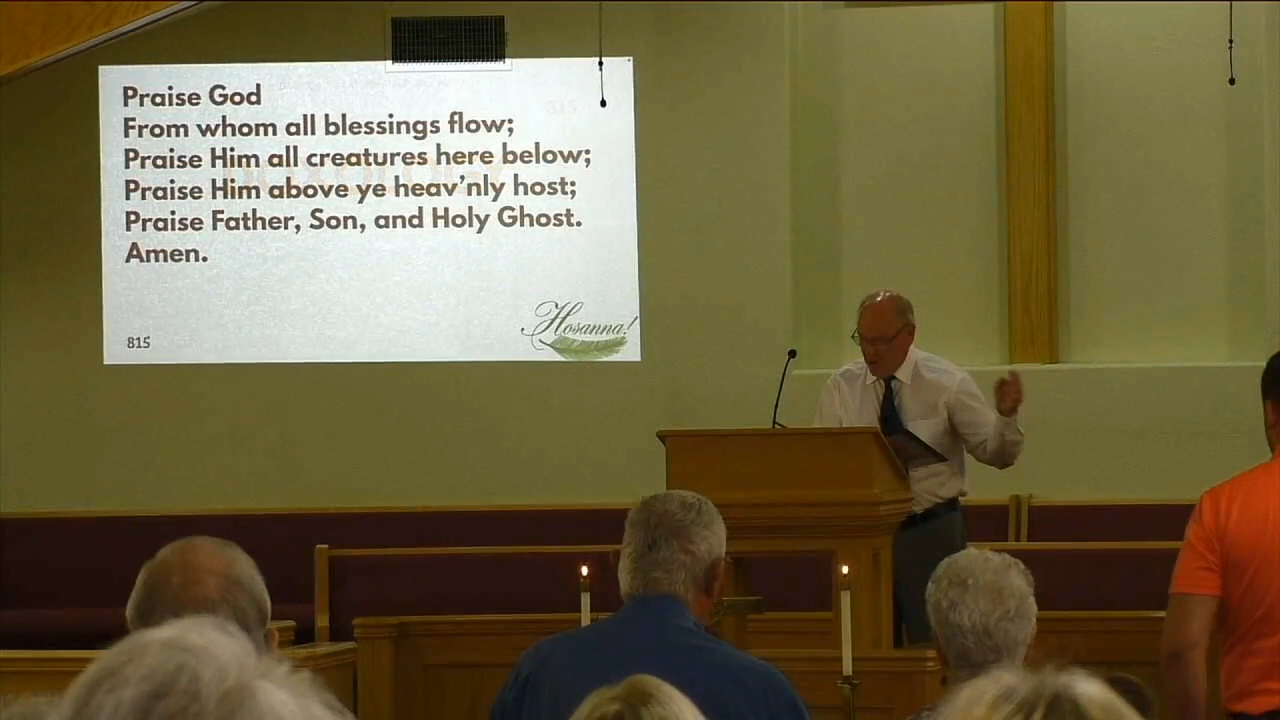 Praise God
From whom all blessings flow;
Praise Him all creatures here below;
Praise Him above ye heav’nly host;
Praise Father, Son, and Holy Ghost.
Amen.
Hosanna!
815